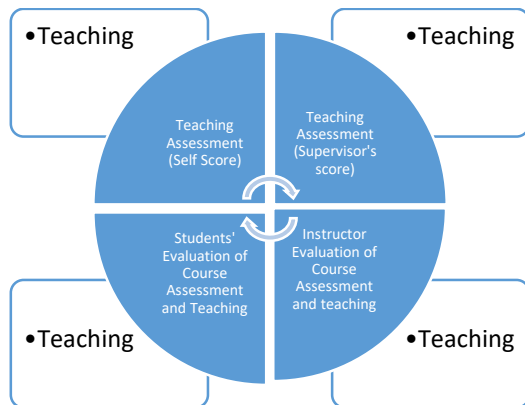 •Teaching
•Teaching
Teaching
Assessment
(Self Score)
Teaching
Assessment
(Supervisor's
score)
Students'
Evaluation of
Course
Assessment
and Teaching
Instructor
Evaluation of
Course
Assessment
and teaching
•Teaching
•Teaching